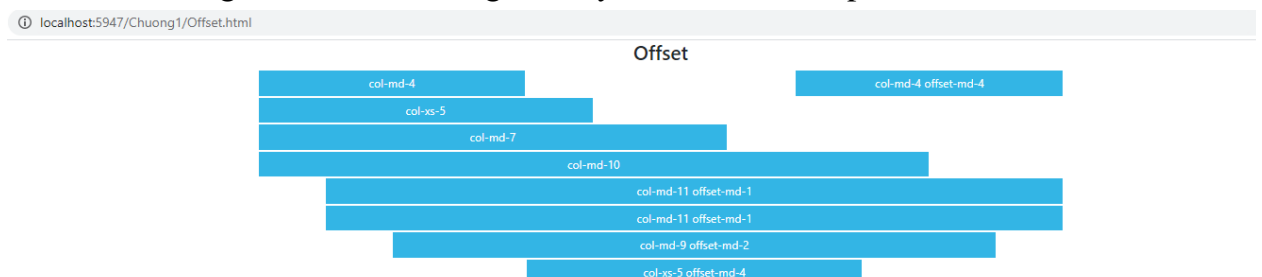 localhost:5947/Chuong1/Offset.html
Offset
col-md-4 col-md-4 offset-md-4
col-xs-5
col-md-7
col-md-10
col-md-11 offset-md-1
col-md-11 offset-md-1
col-md-9 offset-md-2
col-xs-5 offset-md-4